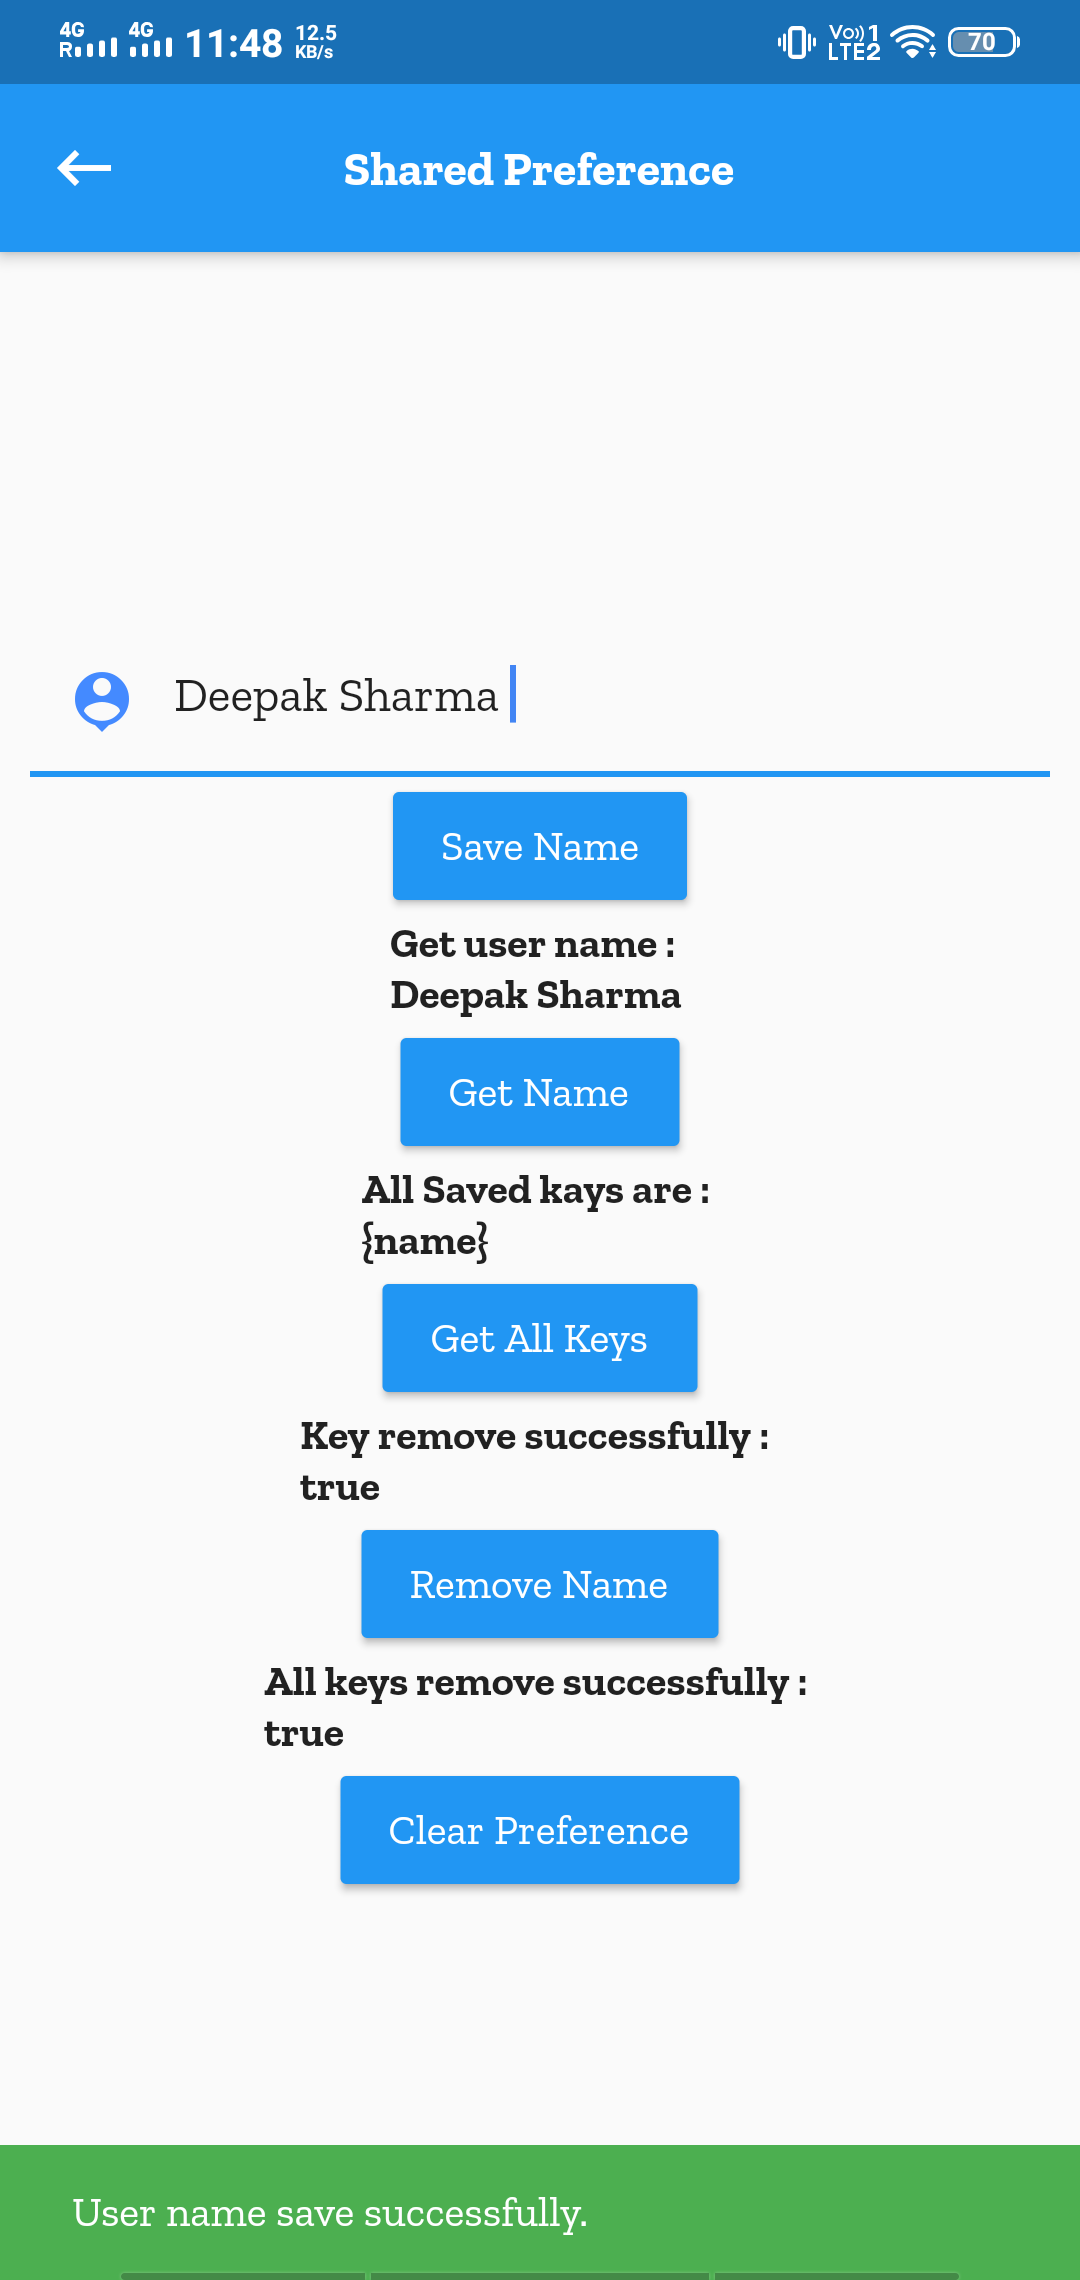 4G 4G 11:48 12.5
R KB/s
Vo)) 1
LTE2
70
Shared Preference
Deepak Sharma
Save Name
Get user name :
Deepak Sharma
Get Name
All Saved kays are :
{name}
Get All Keys
Key remove successfully :
true
Remove Name
All keys remove successfully :
true
Clear Preference
User name save successfully.